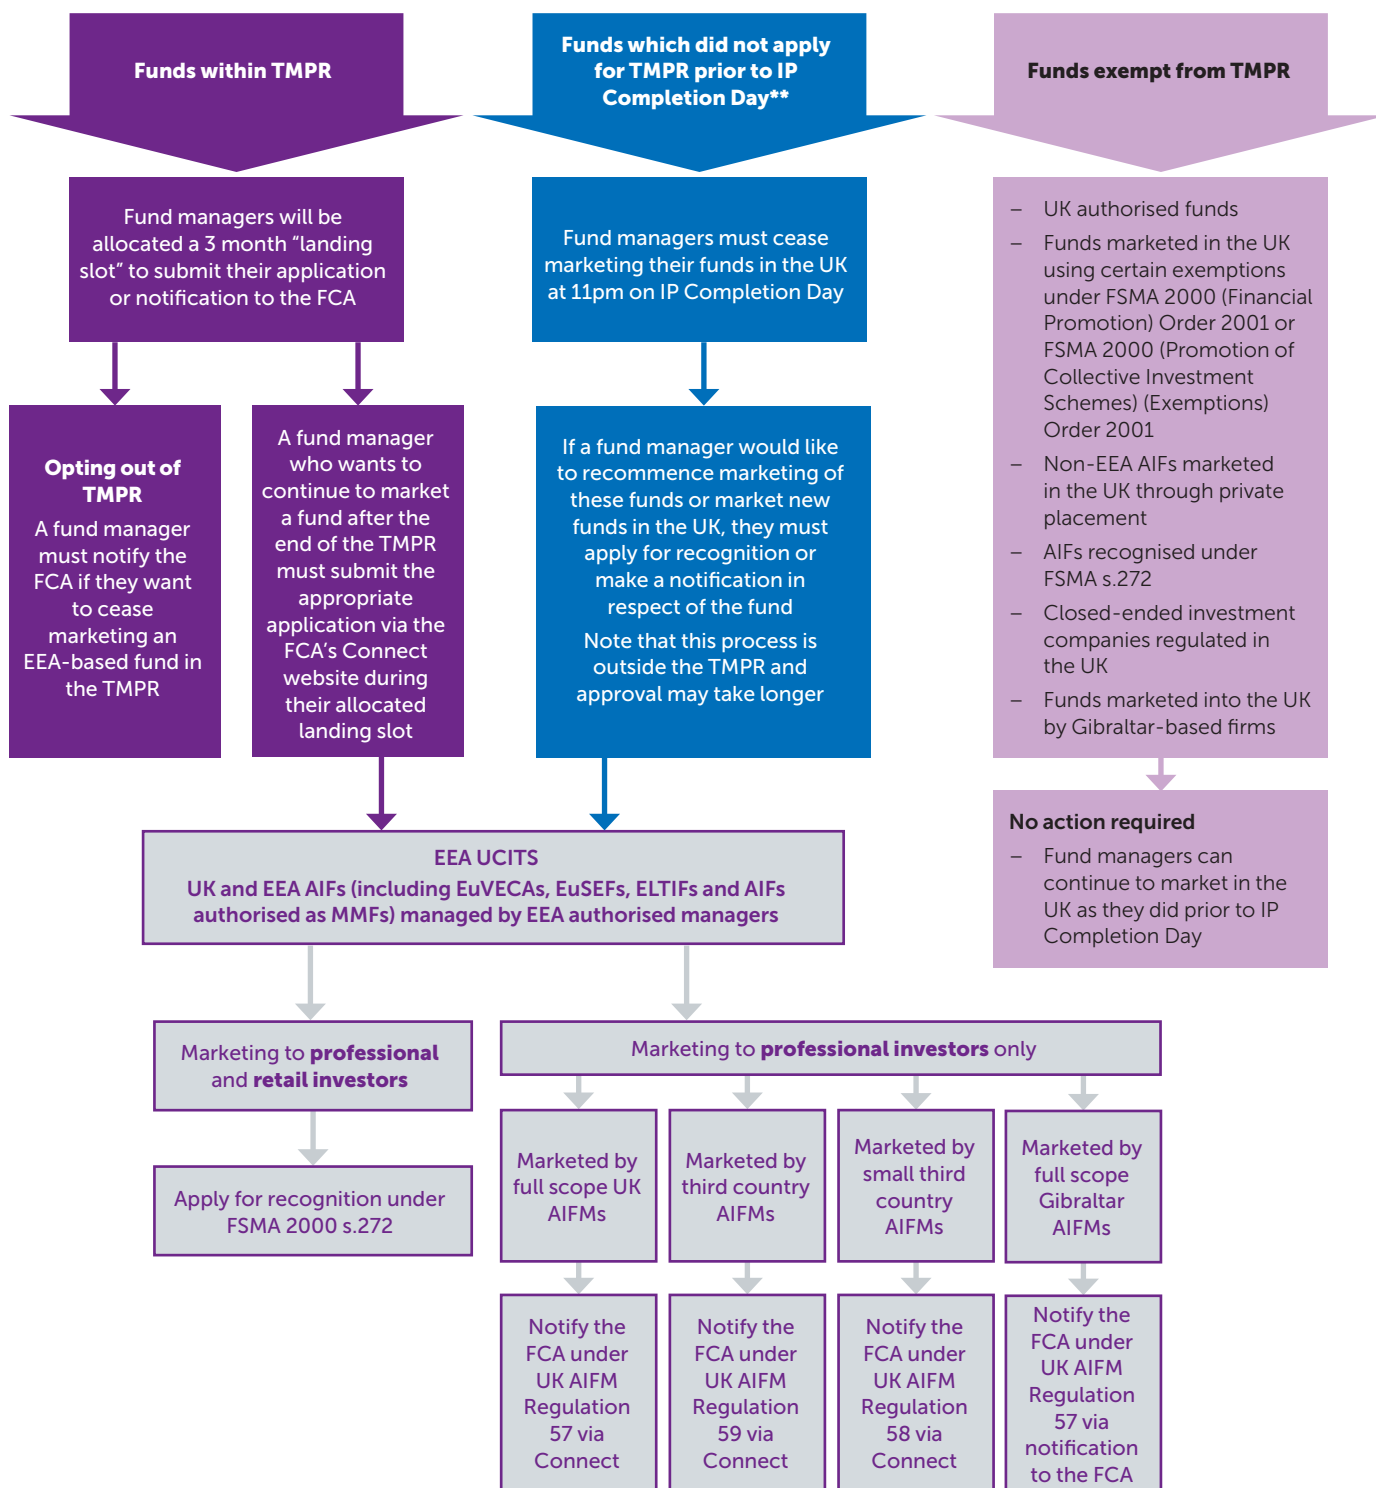 Funds within TMPR
Fund managers will be
allocated a 3 month “landing
slot” to submit their application
or notification to the FCA
Opting out of
TMPR
A fund manager
must notify the
FCA if they want
to cease
marketing an
EEA-based fund in
the TMPR
A fund manager
who wants to
continue to market
a fund after the
end of the TMPR
must submit the
appropriate
application via the
FCA’s Connect
website during
their allocated
landing slot
Funds which did not apply
for TMPR prior to IP
Completion Day**
Fund managers must cease
marketing their funds in the UK
at 11pm on IP Completion Day
If a fund manager would like
to recommence marketing of
these funds or market new
funds in the UK, they must
apply for recognition or
make a notification in
respect of the fund
Note that this process is
outside the TMPR and
approval may take longer
Funds exempt from TMPR
– UK authorised funds
– Funds marketed in the UK
using certain exemptions
under FSMA 2000 (Financial
Promotion) Order 2001 or
FSMA 2000 (Promotion of
Collective Investment
Schemes) (Exemptions)
Order 2001
– Non-EEA AIFs marketed
in the UK through private
placement
– AIFs recognised under
FSMA s.272
– Closed-ended investment
companies regulated in
the UK
– Funds marketed into the UK
by Gibraltar-based firms
No action required
– Fund managers can
continue to market in the
UK as they did prior to IP
Completion Day
EEA UCITS
UK and EEA AIFs (including EuVECAs, EuSEFs, ELTIFs and AIFs
authorised as MMFs) managed by EEA authorised managers
Marketing to professional
and retail investors
Apply for recognition under
FSMA 2000 s.272
Marketing to professional investors only
Marketed by
full scope UK
AIFMs
Notify the
FCA under
UK AIFM
Regulation
57 via
Connect
Marketed by
third country
AIFMs
Notify the
FCA under
UK AIFM
Regulation
59 via
Connect
Marketed by
small third
country
AIFMs
Notify the
FCA under
UK AIFM
Regulation
58 via
Connect
Marketed by
full scope
Gibraltar
AIFMs
Notify the
FCA under
UK AIFM
Regulation
57 via
notification
to the FCA